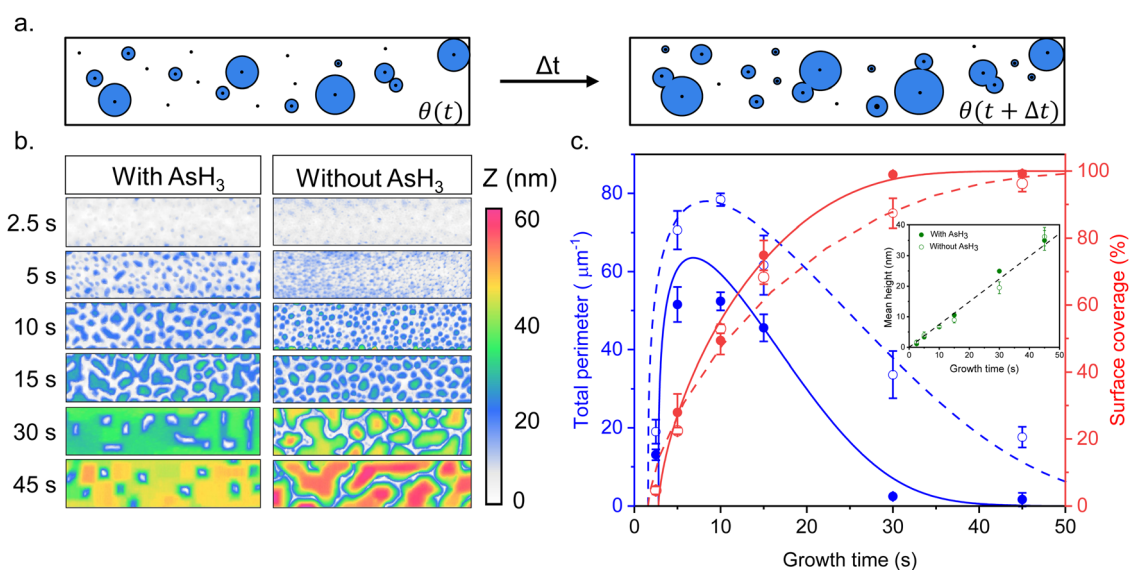 a.
Δt
θ(t)
θ(t + Δt)
b.
With AsH₃
Without AsH₃
Z (nm)
60
40
20
0
2.5 s
5 s
10 s
15 s
30 s
45 s
c.
Total perimeter ( μm⁻¹)
80
60
40
20
0
0
10
20
30
40
50
Growth time (s)
100
80
60
40
20
0
Surface coverage (%)
With AsH₃
Without AsH₃
Mean height (nm)
40
30
20
10
0
0
10
20
30
40
50
Growth time (s)